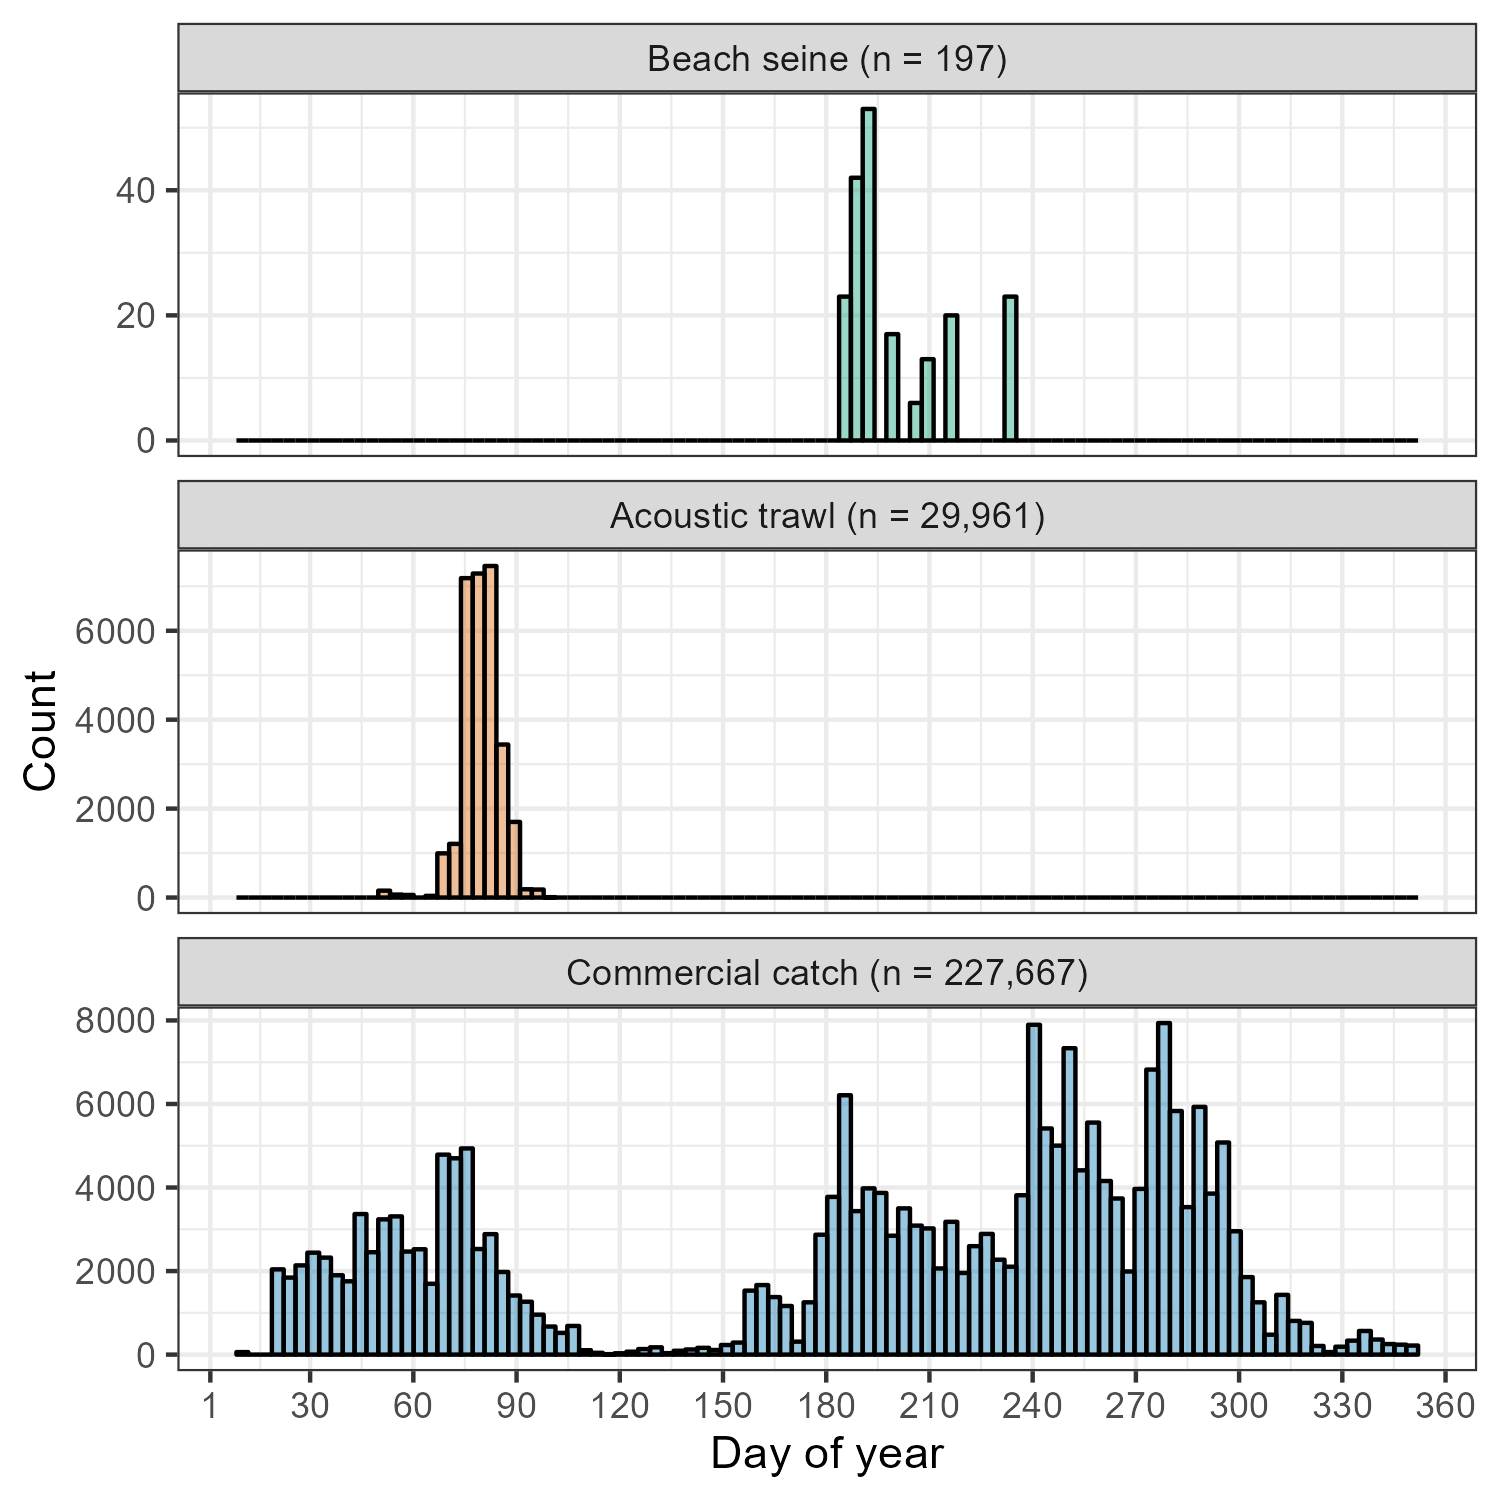 Beach seine (n = 197)
40
20
0
Acoustic trawl (n = 29,961)
6000
4000
2000
0
Count
Commercial catch (n = 227,667)
8000
6000
4000
2000
0
1 30 60 90 120 150 180 210 240 270 300 330 360
Day of year